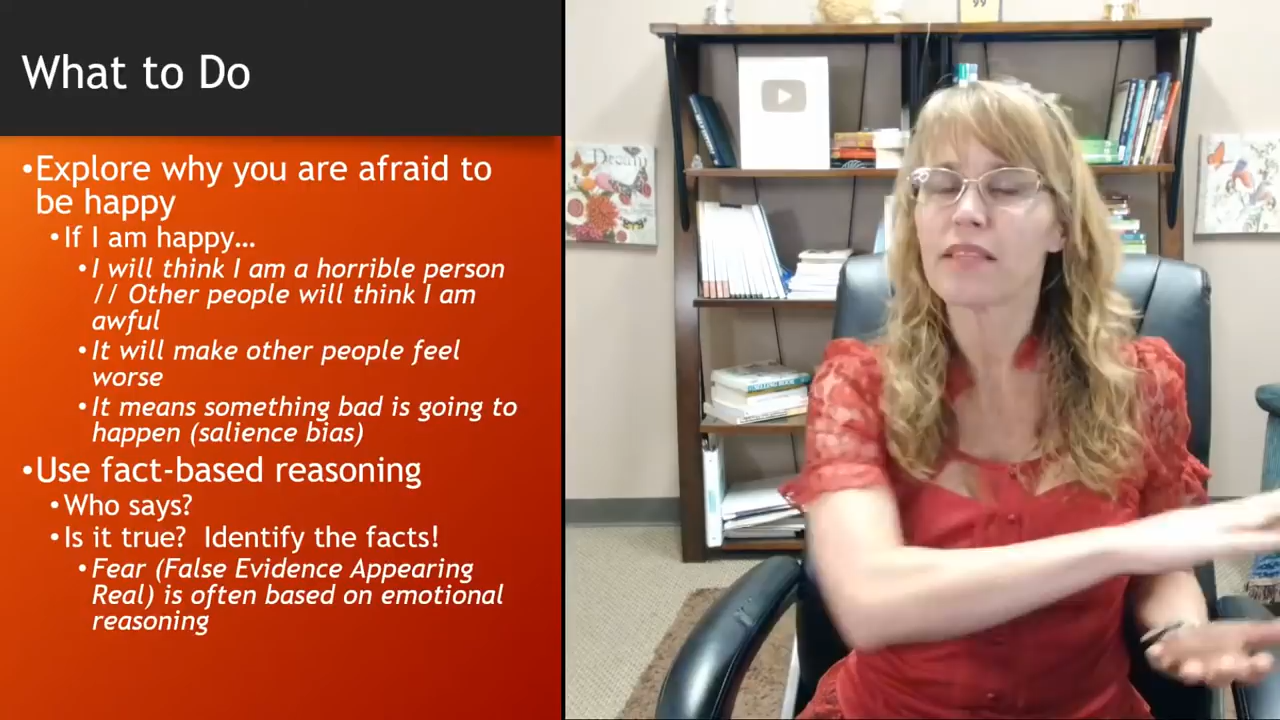 What to Do
•Explore why you are afraid to
be happy
•If I am happy…
•I will think I am a horrible person
// Other people will think I am
awful
•It will make other people feel
worse
•It means something bad is going to
happen (salience bias)
•Use fact-based reasoning
•Who says?
•Is it true?  Identify the facts!
•Fear (False Evidence Appearing
Real) is often based on emotional
reasoning
Dream